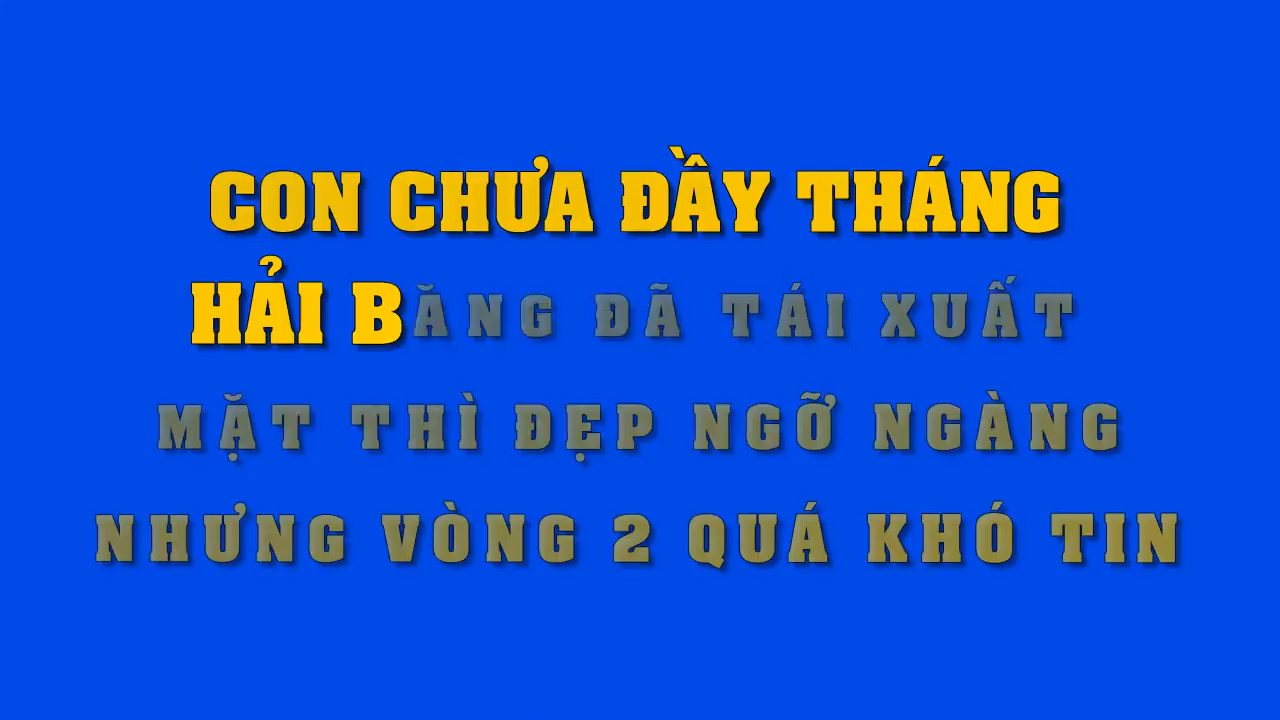 CON CHƯA ĐẦY THÁNG
HẢI BĂNG ĐÃ TÁI XUẤT
MẶT THÌ ĐẸP NGỠ NGÀNG
NHƯNG VÒNG 2 QUÁ KHÓ TIN